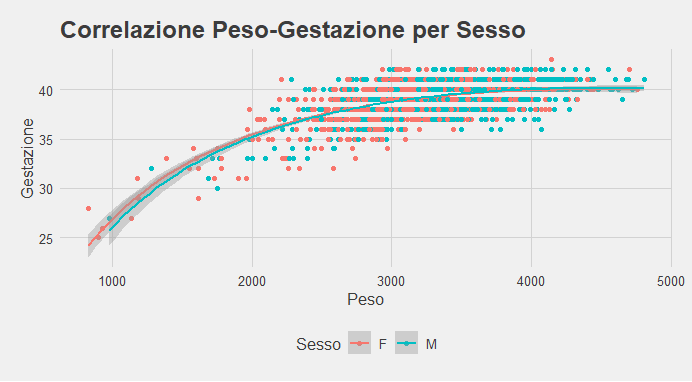 Correlazione Peso-Gestazione per Sesso
Gestazione
40
35
30
25
1000 2000 3000 4000 5000
Peso
Sesso F M